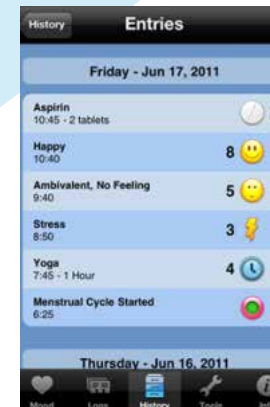 History
Entries
Friday - Jun 17, 2011
Aspirin
10:45 - 2 tablets
Happy
10:40
8
Ambivalent, No Feeling
9:40
5
Stress
8:50
3
Yoga
7:45 - 1 Hour
4
Menstrual Cycle Started
6:25
Thursday - Jun 16, 2011
Mood
Logs
History
Tools